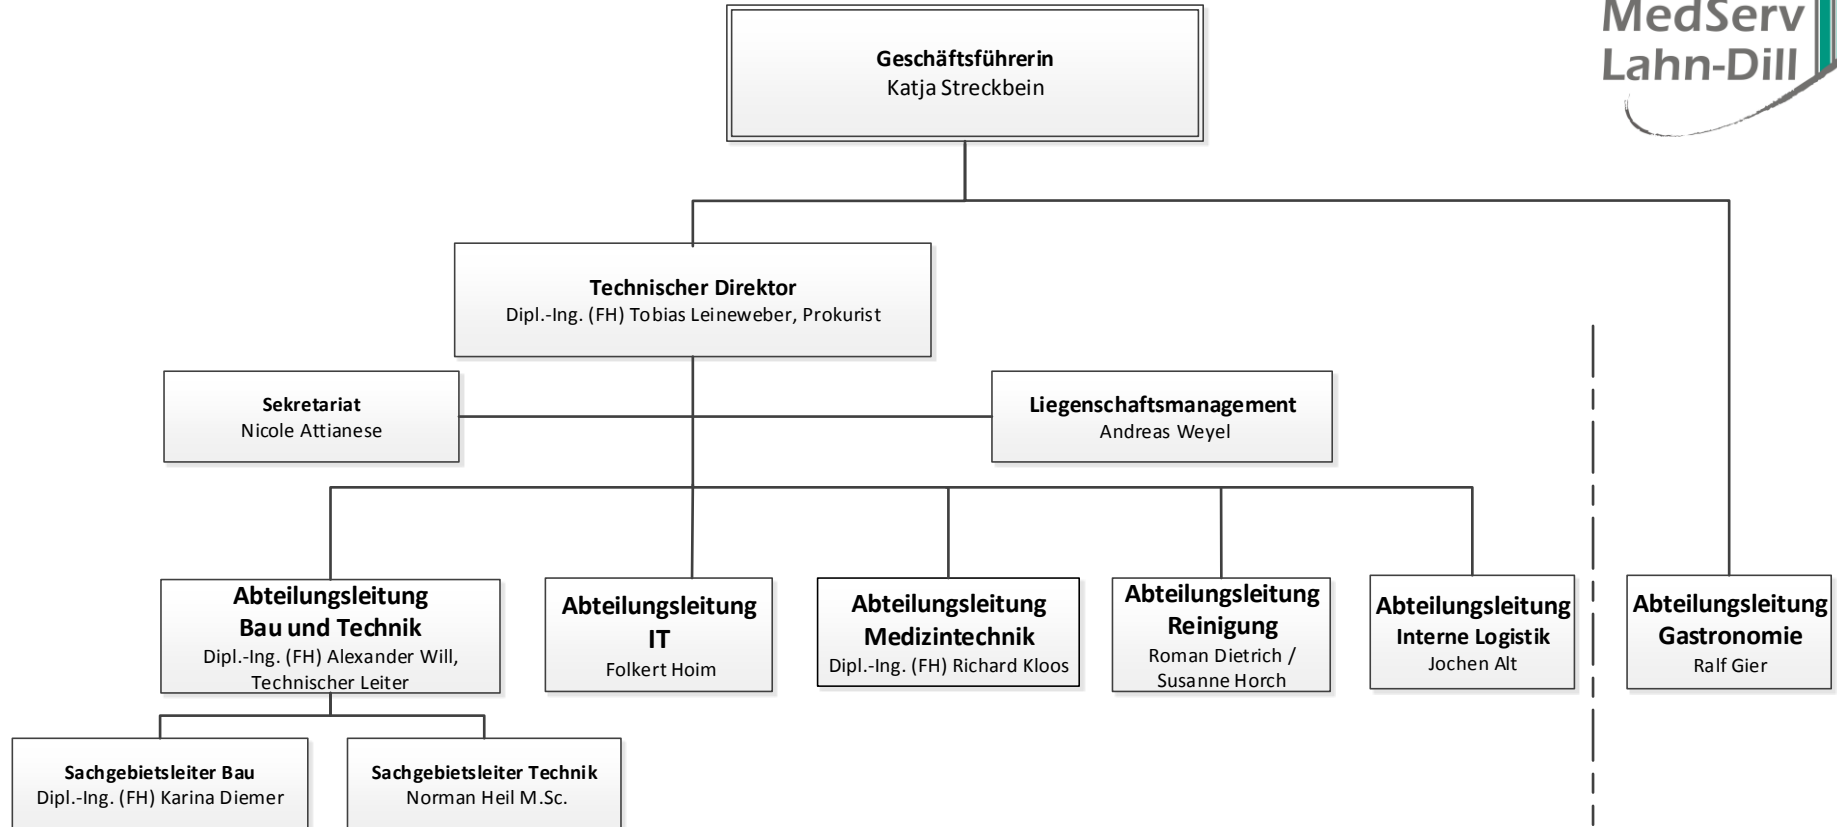 MedServ
Lahn-Dill
Geschäftsführerin
Katja Streckbein
Technischer Direktor
Dipl.-Ing. (FH) Tobias Leineweber, Prokurist
Sekretariat
Nicole Attianese
Liegenschaftsmanagement
Andreas Weyel
Abteilungsleitung
Bau und Technik
Dipl.-Ing. (FH) Alexander Will,
Technischer Leiter
Abteilungsleitung
IT
Folkert Hoim
Abteilungsleitung
Medizintechnik
Dipl.-Ing. (FH) Richard Kloos
Abteilungsleitung
Reinigung
Roman Dietrich /
Susanne Horch
Abteilungsleitung
Interne Logistik
Jochen Alt
Abteilungsleitung
Gastronomie
Ralf Gier
Sachgebietsleiter Bau
Dipl.-Ing. (FH) Karina Diemer
Sachgebietsleiter Technik
Norman Heil M.Sc.